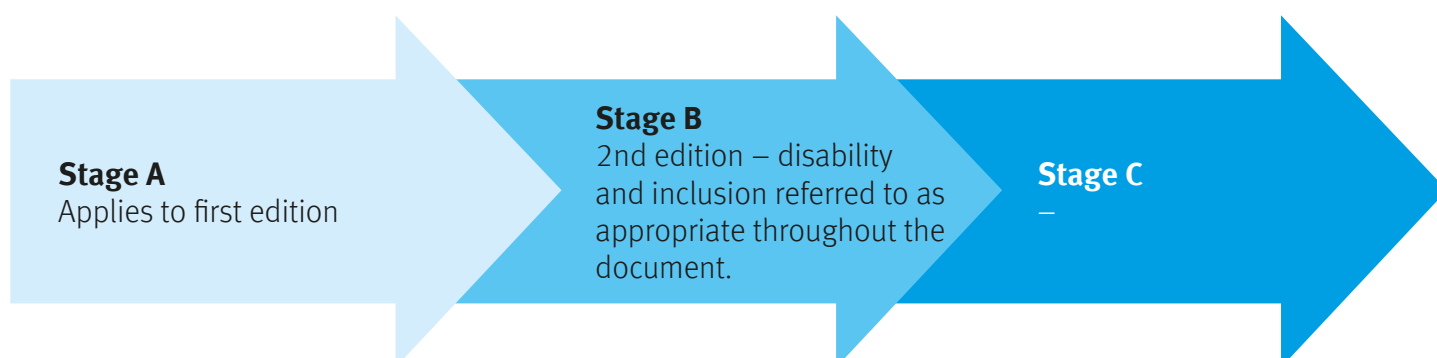 Stage A
Applies to first edition
Stage B
2nd edition – disability
and inclusion referred to as
appropriate throughout the
document.
Stage C
–